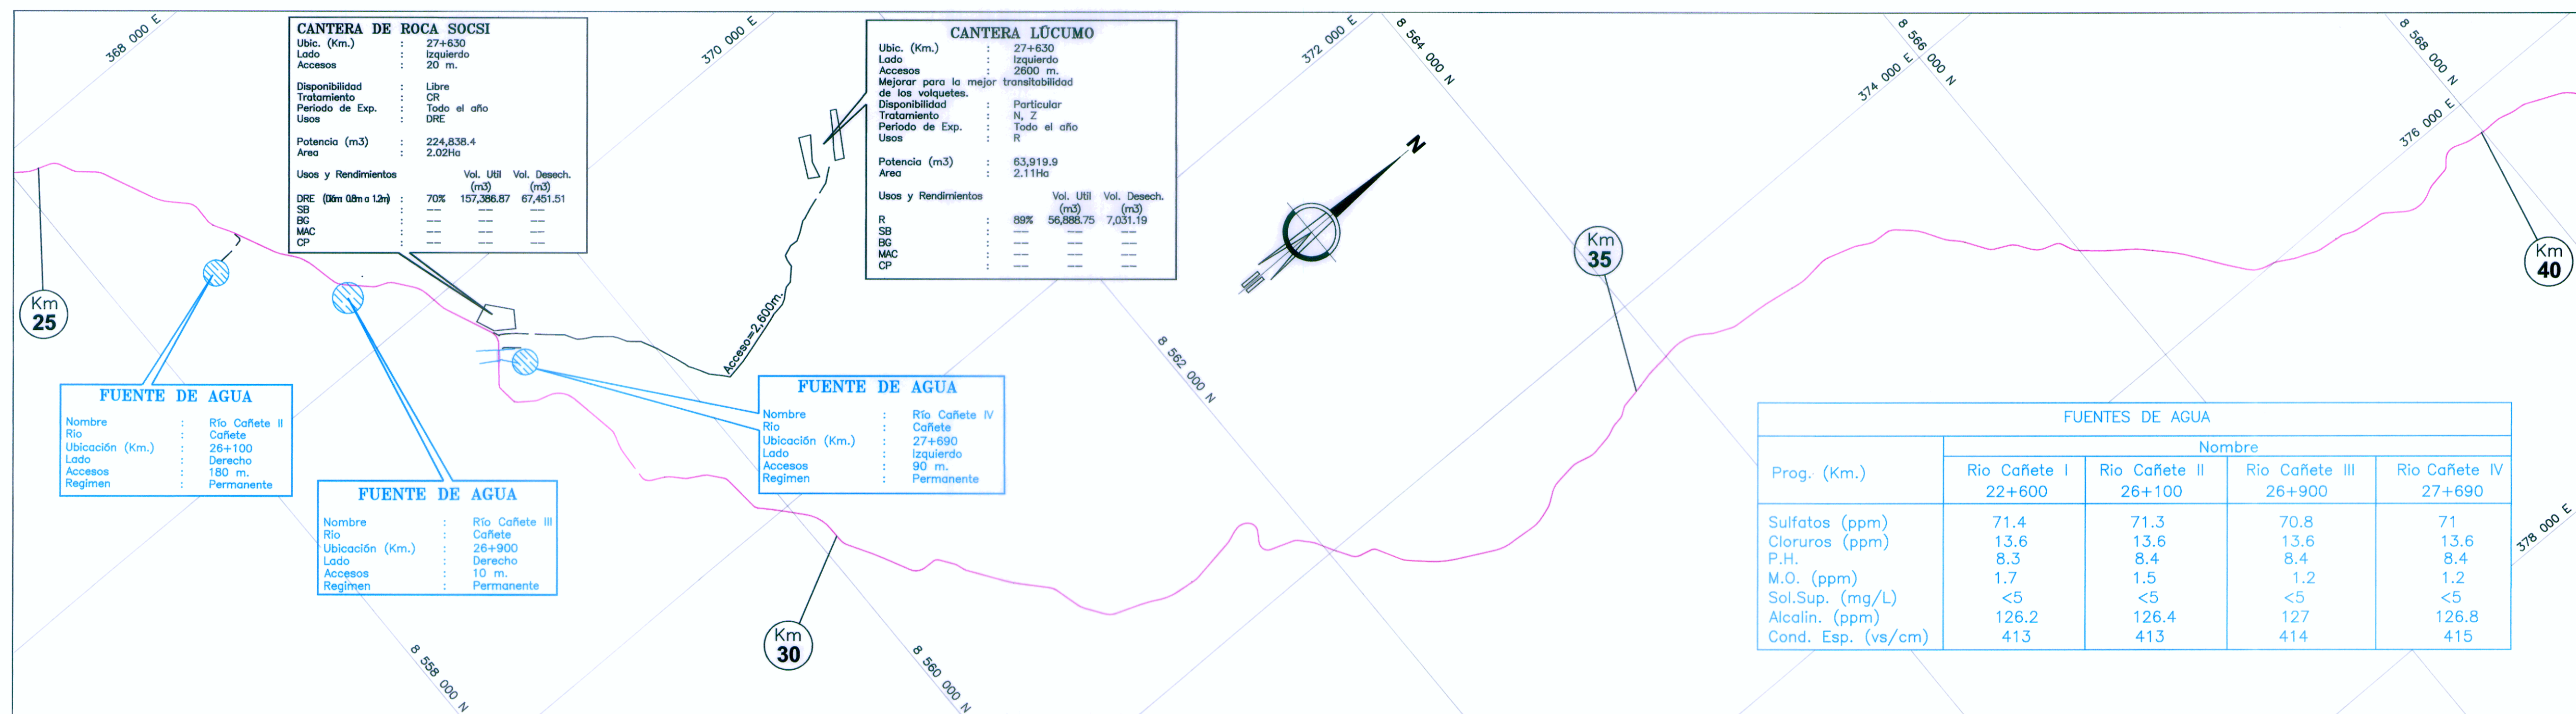 368 000 E
370 000 E
372 000 E
8 564 000 N
374 000 E
8 566 000 N
376 000 E
8 568 000 N
CANTERA DE ROCA SOCSI
Ubic. (Km.) : 27+630
Lado : Izquierdo
Accesos : 20 m.
Disponibilidad : Libre
Tratamiento : CR
Período de Exp. : Todo el año
Usos : DRE
Potencia (m3) : 224,838.4
Area : 2.02Ha
Usos y Rendimientos Vol. Util (m3) Vol. Desech. (m3)
DRE (0.6m 0.8m a 1.2m) : 70% 157,386.87 67,451.51
SB : -- -- --
BG : -- -- --
MAC : -- -- --
CP : -- -- --
CANTERA LÚCUMO
Ubic. (Km.) : 27+630
Lado : Izquierdo
Accesos : 2600 m.
Mejorar para la mejor transitabilidad
de los volquetes.
Disponibilidad : Particular
Tratamiento : N, Z
Período de Exp. : Todo el año
Usos : R
Potencia (m3) : 63,919.9
Area : 2.11Ha
Usos y Rendimientos Vol. Util (m3) Vol. Desech. (m3)
R : 89% 56,888.75 7,031.19
SB : -- -- --
BG : -- -- --
MAC : -- -- --
CP : -- -- --
N
Km
25
Km
35
Km
40
Acceso=2,600m.
8 562 000 N
FUENTE DE AGUA
Nombre : Río Cañete II
Rio : Cañete
Ubicación (Km.) : 26+100
Lado : Derecho
Accesos : 180 m.
Regimen : Permanente
FUENTE DE AGUA
Nombre : Río Cañete III
Rio : Cañete
Ubicación (Km.) : 26+900
Lado : Derecho
Accesos : 10 m.
Regimen : Permanente
FUENTE DE AGUA
Nombre : Río Cañete IV
Rio : Cañete
Ubicación (Km.) : 27+690
Lado : Izquierdo
Accesos : 90 m.
Regimen : Permanente
Km
30
8 558 000 N
8 560 000 N
FUENTES DE AGUA
Nombre
Prog. (Km.) Rio Cañete I Rio Cañete II Rio Cañete III Rio Cañete IV
22+600 26+100 26+900 27+690
Sulfatos (ppm) 71.4 71.3 70.8 71
Cloruros (ppm) 13.6 13.6 13.6 13.6
P.H. 8.3 8.4 8.4 8.4
M.O. (ppm) 1.7 1.5 1.2 1.2
Sol.Sup. (mg/L) <5 <5 <5 <5
Alcalin. (ppm) 126.2 126.4 127 126.8
Cond. Esp. (vs/cm) 413 413 414 415
378 000 E